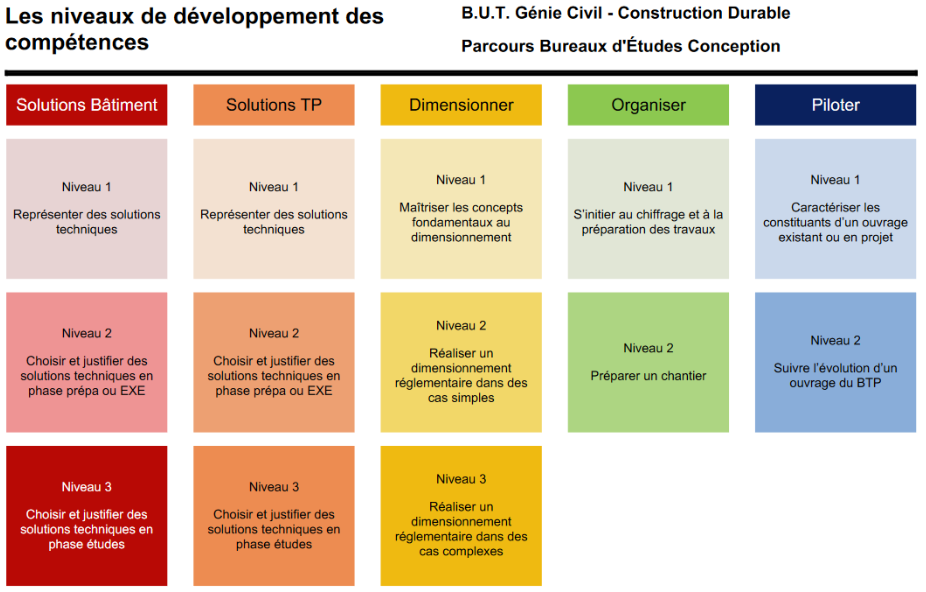 Les niveaux de développement des
compétences
B.U.T. Génie Civil - Construction Durable
Parcours Bureaux d'Études Conception
Solutions Bâtiment
Solutions TP
Dimensionner
Organiser
Piloter
Niveau 1
Représenter des solutions
techniques
Niveau 1
Représenter des solutions
techniques
Niveau 1
Maîtriser les concepts
fondamentaux au
dimensionnement
Niveau 1
S'initier au chiffrage et à la
préparation des travaux
Niveau 1
Caractériser les
constituants d'un ouvrage
existant ou en projet
Niveau 2
Choisir et justifier des
solutions techniques en
phase prépa ou EXE
Niveau 2
Choisir et justifier des
solutions techniques en
phase prépa ou EXE
Niveau 2
Réaliser un
dimensionnement
réglementaire dans des
cas simples
Niveau 2
Préparer un chantier
Niveau 2
Suivre l'évolution d'un
ouvrage du BTP
Niveau 3
Choisir et justifier des
solutions techniques en
phase études
Niveau 3
Choisir et justifier des
solutions techniques en
phase études
Niveau 3
Réaliser un
dimensionnement
réglementaire dans des
cas complexes